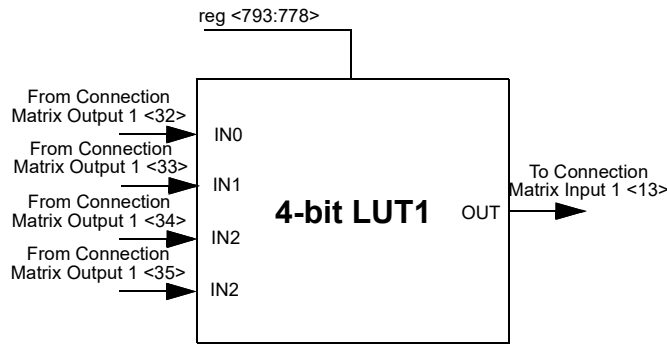 reg <793:778>
From Connection
Matrix Output 1 <32>
IN0
From Connection
Matrix Output 1 <33>
IN1
From Connection
Matrix Output 1 <34>
IN2
From Connection
Matrix Output 1 <35>
IN2
4-bit LUT1
OUT
To Connection
Matrix Input 1 <13>